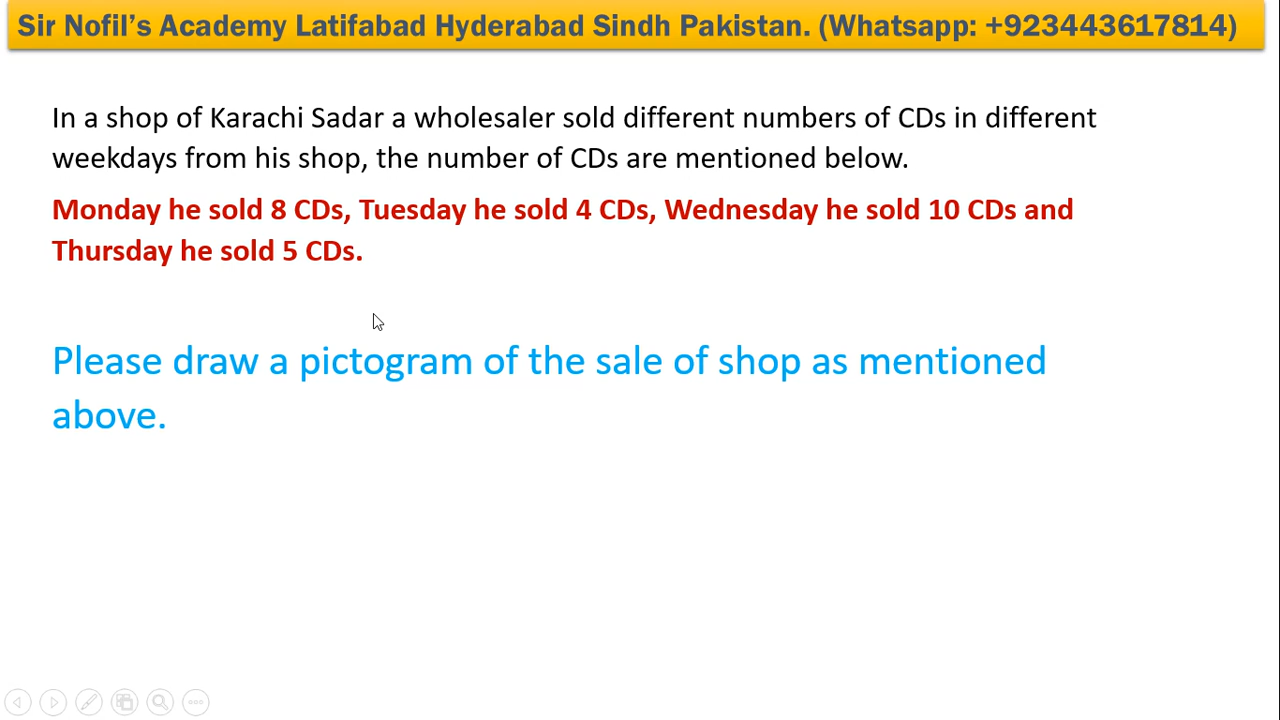 Sir Nofil’s Academy Latifabad Hyderabad Sindh Pakistan. (Whatsapp: +923443617814)
In a shop of Karachi Sadar a wholesaler sold different numbers of CDs in different
weekdays from his shop, the number of CDs are mentioned below.
Monday he sold 8 CDs, Tuesday he sold 4 CDs, Wednesday he sold 10 CDs and
Thursday he sold 5 CDs.
Please draw a pictogram of the sale of shop as mentioned
above.